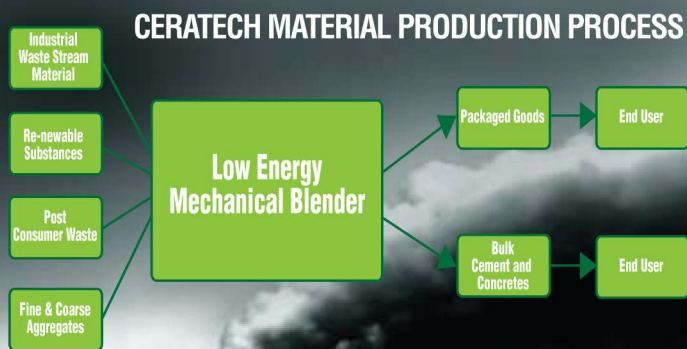 CERATECH MATERIAL PRODUCTION PROCESS
Industrial
Waste Stream
Material
Re-newable
Substances
Post
Consumer Waste
Fine & Coarse
Aggregates
Low Energy
Mechanical Blender
Packaged Goods
End User
Bulk
Cement and
Concretes
End User